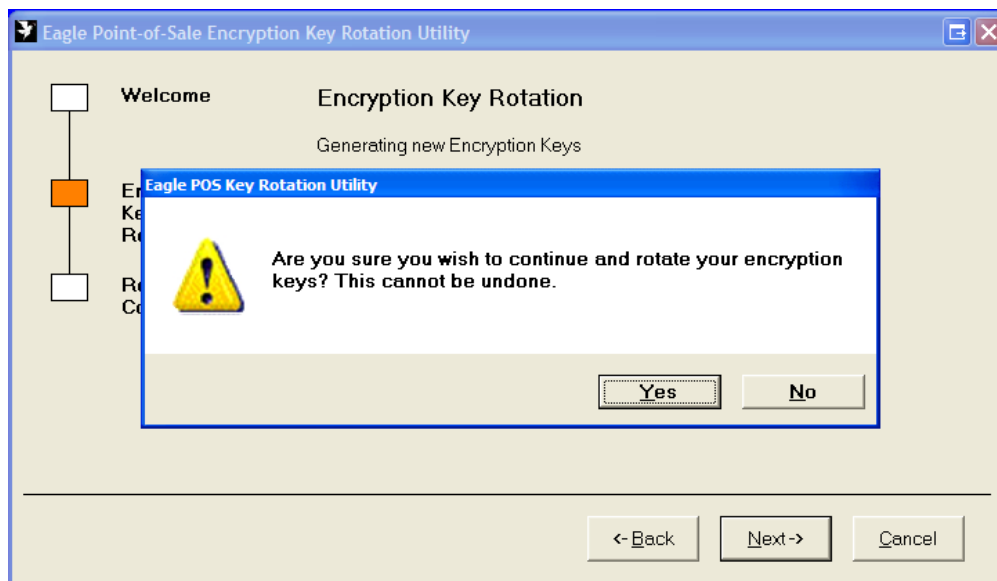 Eagle Point-of-Sale Encryption Key Rotation Utility
Welcome
Encryption Key Rotation
Generating new Encryption Keys
Eagle POS Key Rotation Utility
Are you sure you wish to continue and rotate your encryption
keys? This cannot be undone.
Yes
No
<-Back
Next->
Cancel